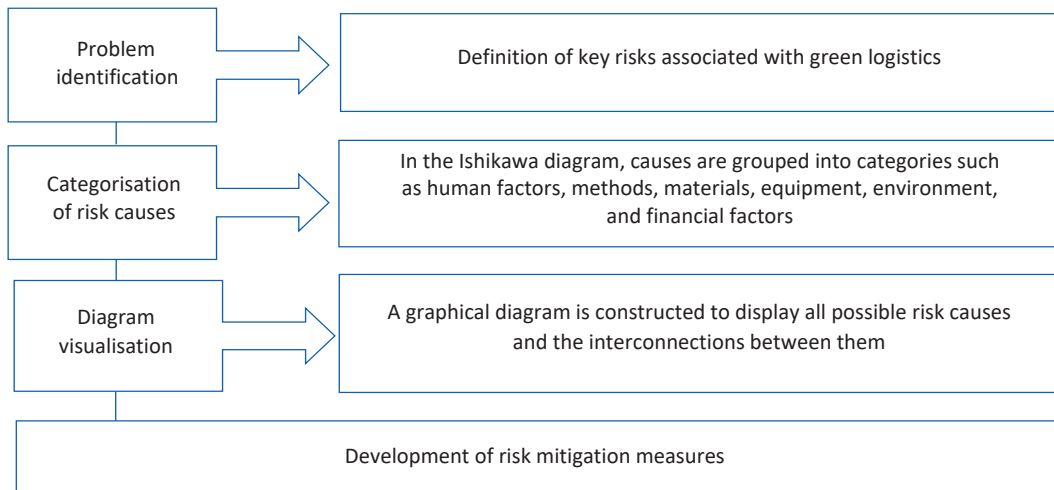 Problem
identification
Definition of key risks associated with green logistics
Categorisation
of risk causes
In the Ishikawa diagram, causes are grouped into categories such
as human factors, methods, materials, equipment, environment,
and financial factors
Diagram
visualisation
A graphical diagram is constructed to display all possible risk causes
and the interconnections between them
Development of risk mitigation measures